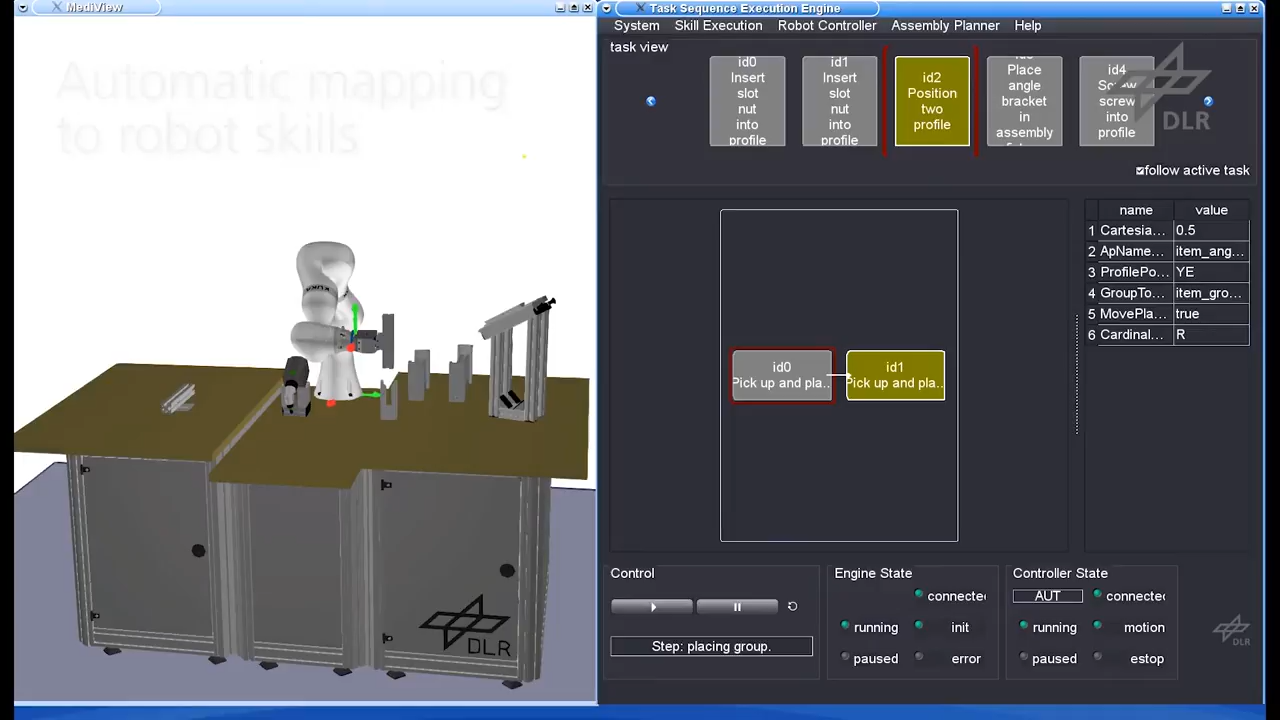 MediView
Automatic mapping
to robot skills
KUKA
DLR
Task Sequence Execution Engine
System Skill Execution Robot Controller Assembly Planner Help
task view
id0
Insert
slot
nut
into
profile
id1
Insert
slot
nut
into
profile
id2
Position
two
profile
Place
angle
bracket
in
assembly
id4
Screw
screw
into
profile
DLR
follow active task
id0
Pick up and pla..
id1
Pick up and pla..
name value
1 Cartesia... 0.5
2 ApName... item_ang...
3 ProfilePo... YE
4 GroupTo... item_gro...
5 MovePla... true
6 Cardinal... R
Control
Step: placing group.
Engine State
connected
running init
paused error
Controller State
AUT connected
running motion
paused estop
DLR